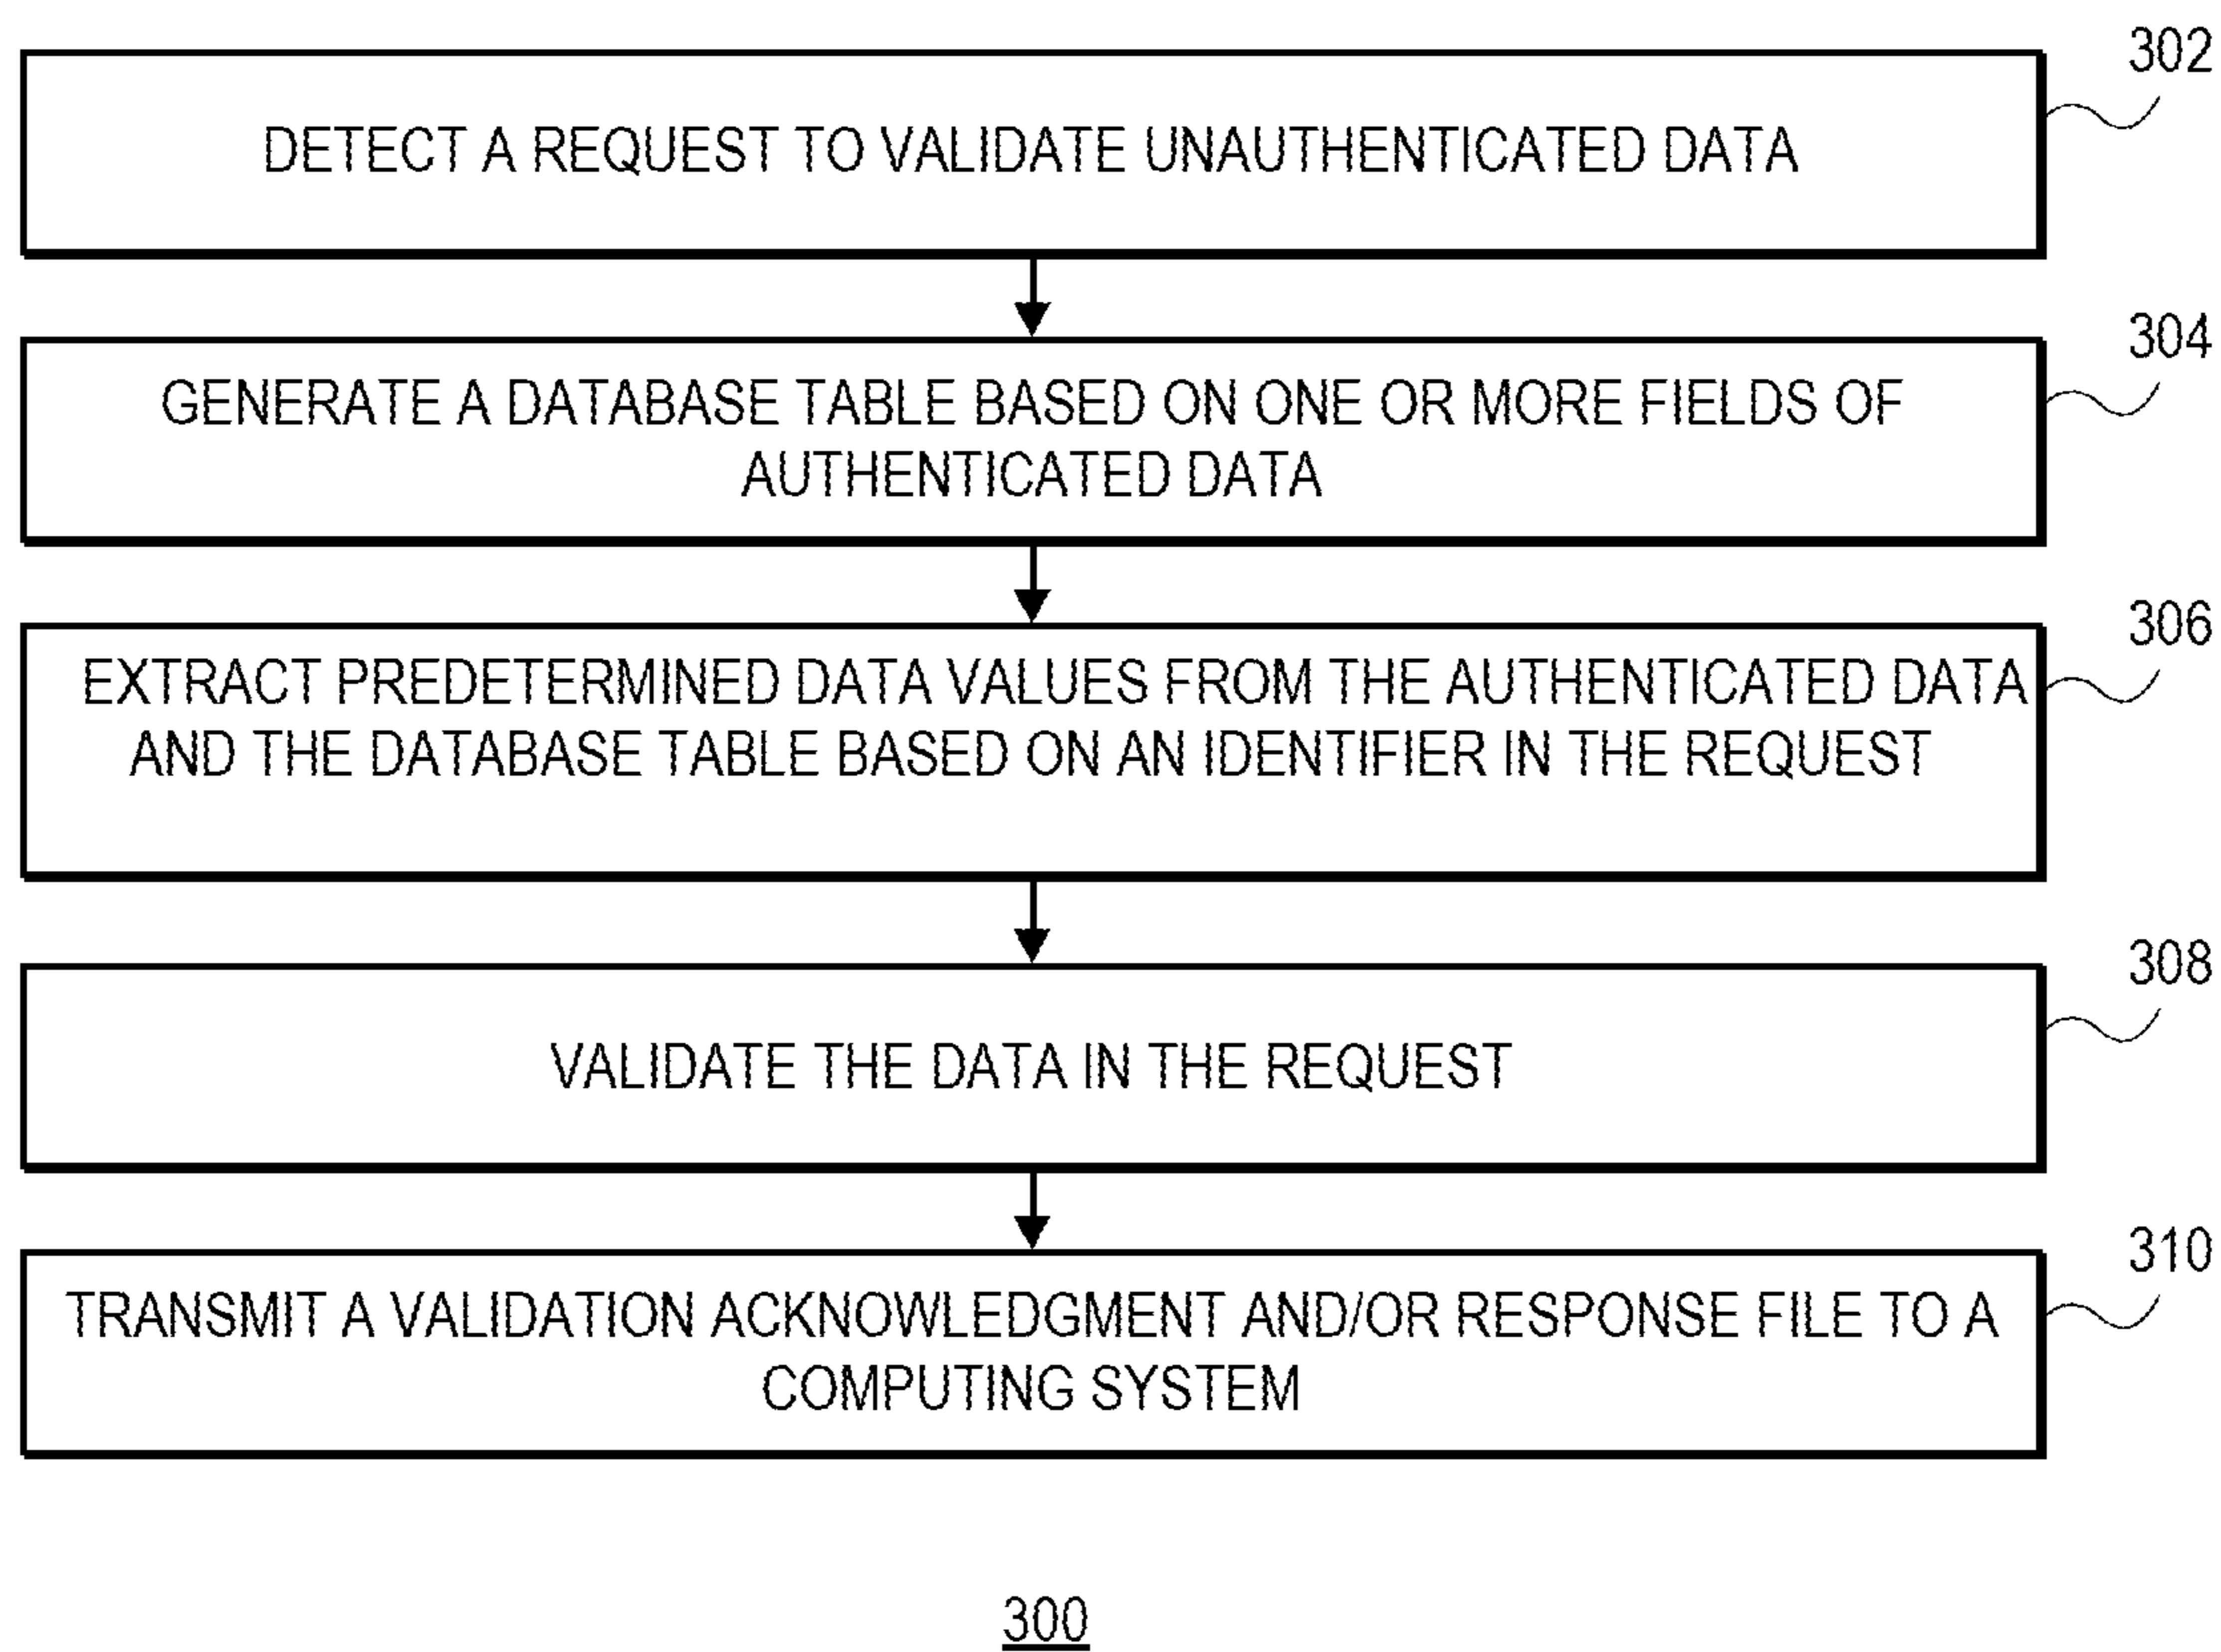 302
DETECT A REQUEST TO VALIDATE UNAUTHENTICATED DATA
304
GENERATE A DATABASE TABLE BASED ON ONE OR MORE FIELDS OF
AUTHENTICATED DATA
306
EXTRACT PREDETERMINED DATA VALUES FROM THE AUTHENTICATED DATA
AND THE DATABASE TABLE BASED ON AN IDENTIFIER IN THE REQUEST
308
VALIDATE THE DATA IN THE REQUEST
310
TRANSMIT A VALIDATION ACKNOWLEDGMENT AND/OR RESPONSE FILE TO A
COMPUTING SYSTEM
300